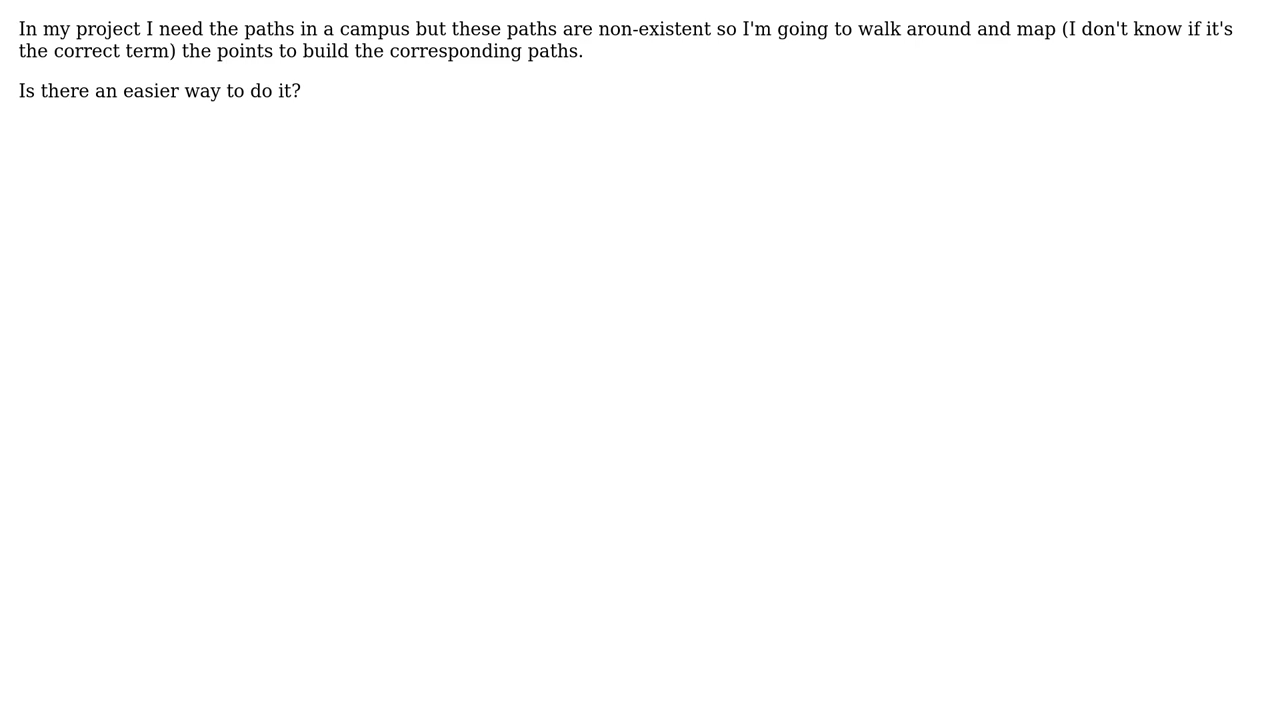 In my project I need the paths in a campus but these paths are non-existent so I'm going to walk around and map (I don't know if it's
the correct term) the points to build the corresponding paths.
Is there an easier way to do it?